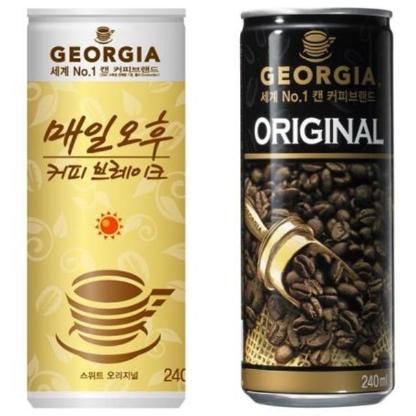 GEORGIA
세계 No.1 캔 커피브랜드
매일오후
커피 브레이크
스위트 오리지널
240
GEORGIA
세계 No.1 캔 커피브랜드
ORIGINAL
240ml